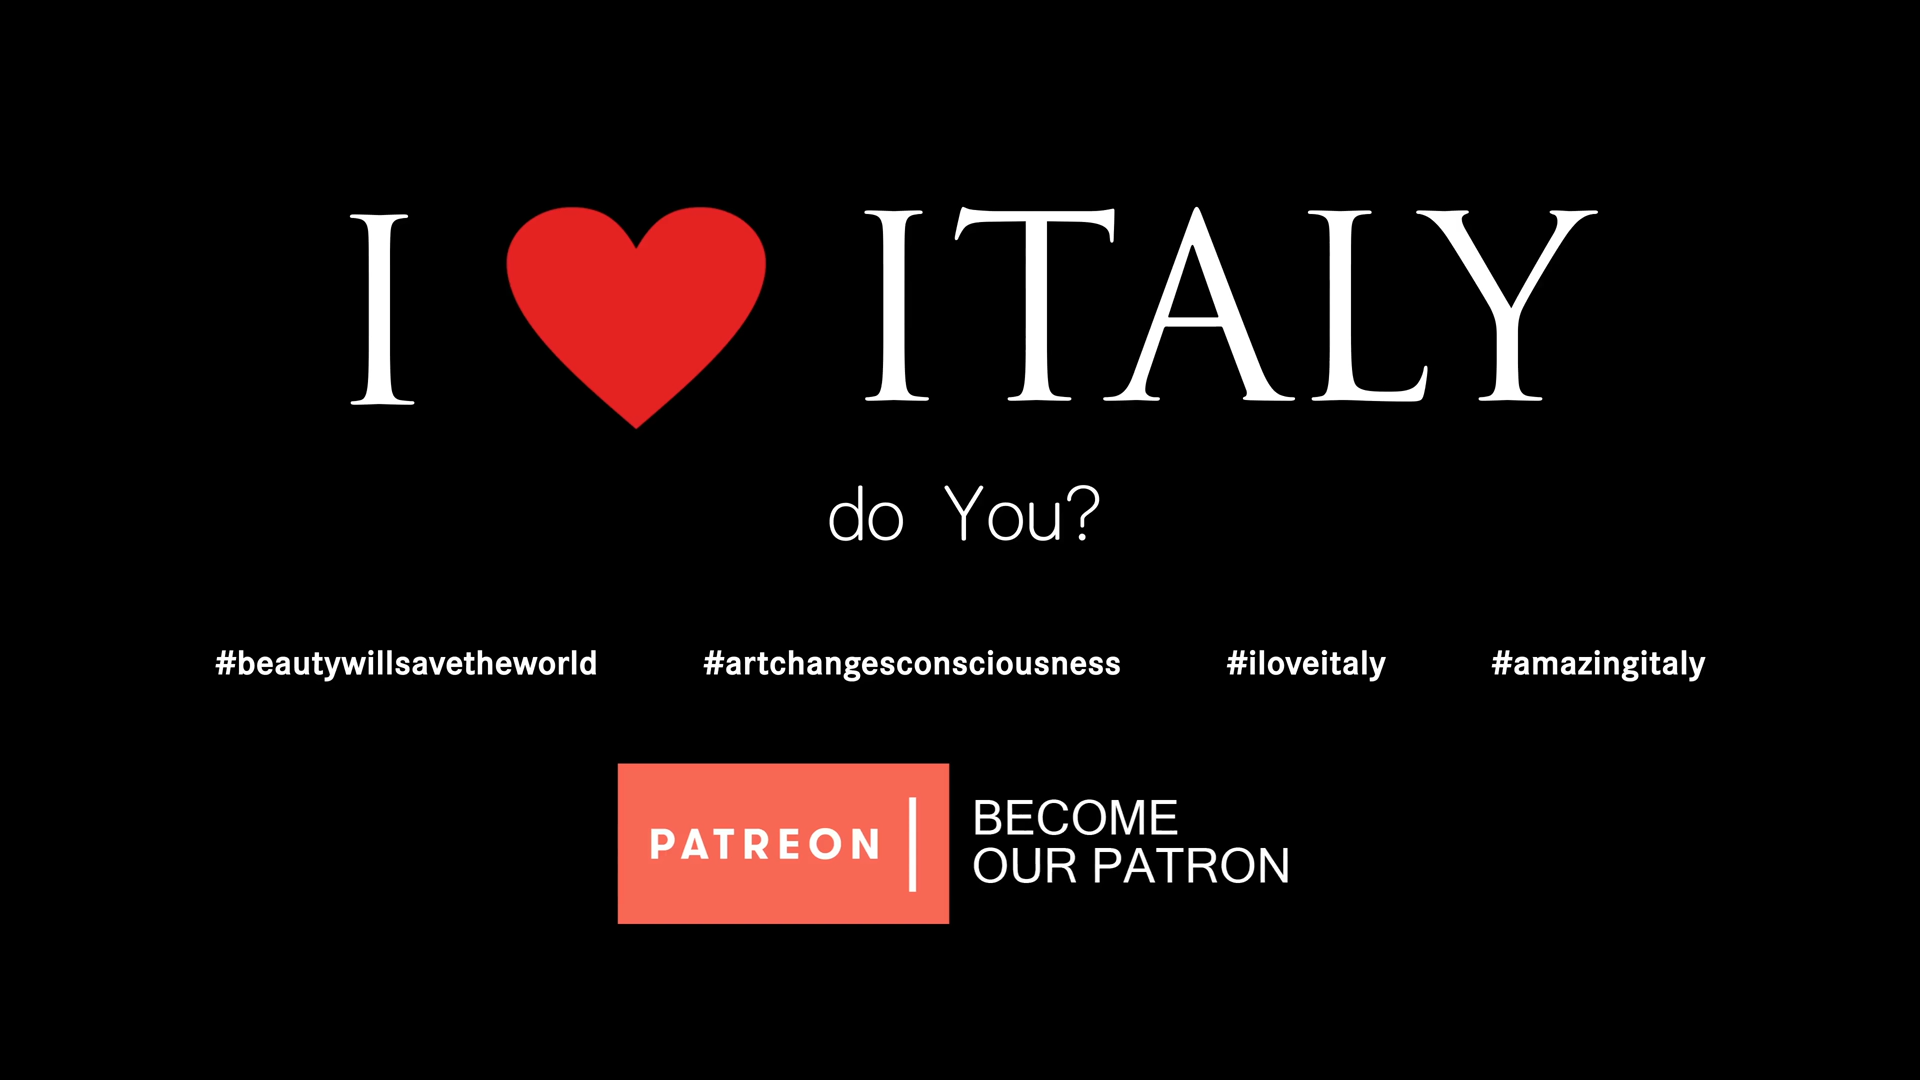 I ❤ ITALY
do You?
#beautywillsavetheworld #artchangesconsciousness #iloveitaly #amazingitaly
PATREON
BECOME
OUR PATRON